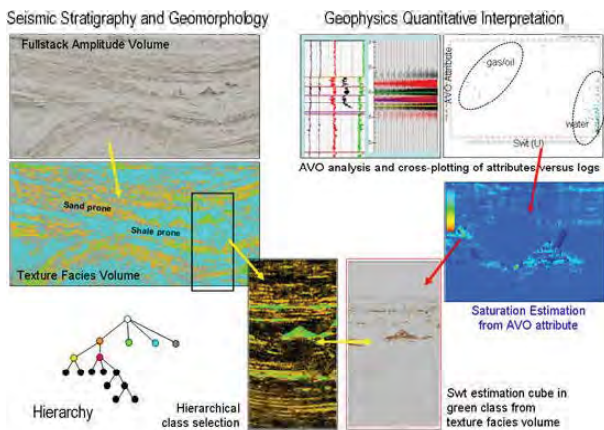 Seismic Stratigraphy and Geomorphology
Fullstack Amplitude Volume
Sand prone
Shale prone
Texture Facies Volume
Hierarchy
Hierarchical
class selection
Geophysics Quantitative Interpretation
AVO Attribute
gas/oil
water
Swt (U)
AVO analysis and cross-plotting of attributes versus logs
Saturation Estimation
from AVO attribute
Swt estimation cube in
green class from
texture facies volume